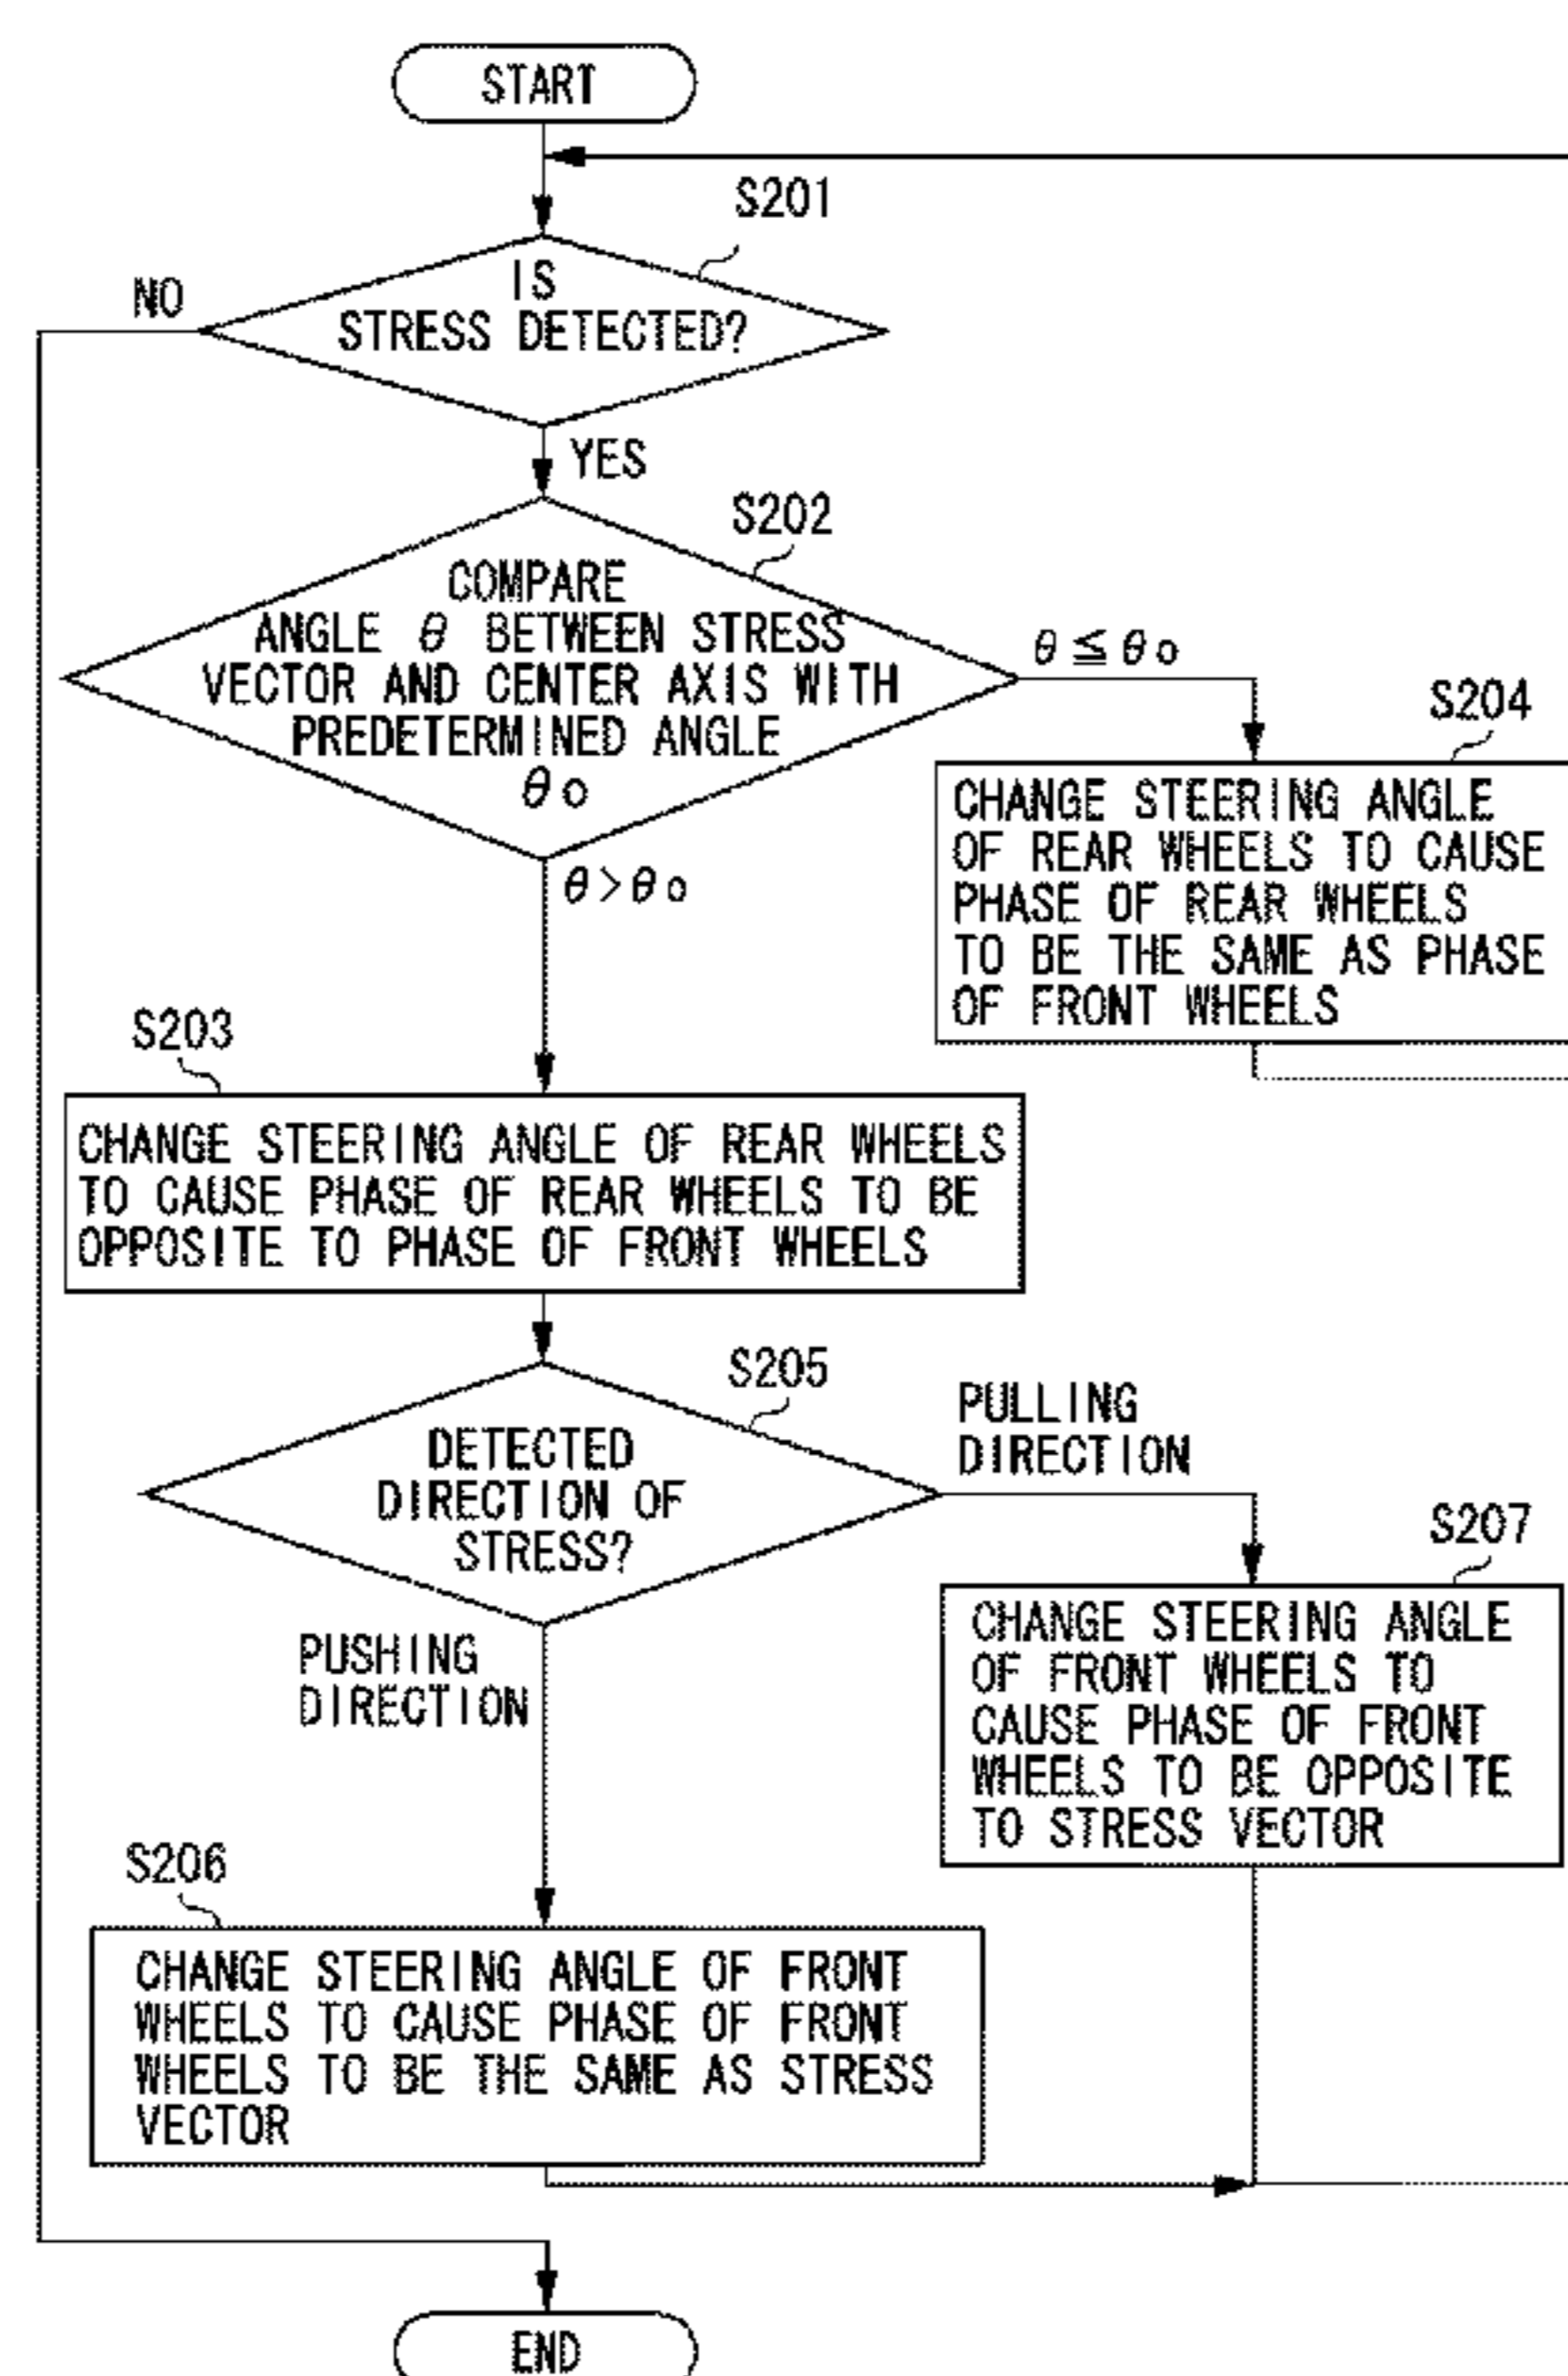 START
S201
NO
IS
STRESS DETECTED?
YES
S202
COMPARE
ANGLE θ BETWEEN STRESS
VECTOR AND CENTER AXIS WITH
PREDETERMINED ANGLE
θo
θ≦θo
S204
CHANGE STEERING ANGLE
OF REAR WHEELS TO CAUSE
PHASE OF REAR WHEELS
TO BE THE SAME AS PHASE
OF FRONT WHEELS
θ>θo
S203
CHANGE STEERING ANGLE OF REAR WHEELS
TO CAUSE PHASE OF REAR WHEELS TO BE
OPPOSITE TO PHASE OF FRONT WHEELS
S205
DETECTED
DIRECTION OF
STRESS?
PULLING
DIRECTION
S207
CHANGE STEERING ANGLE
OF FRONT WHEELS TO
CAUSE PHASE OF FRONT
WHEELS TO BE OPPOSITE
TO STRESS VECTOR
PUSHING
DIRECTION
S206
CHANGE STEERING ANGLE OF FRONT
WHEELS TO CAUSE PHASE OF FRONT
WHEELS TO BE THE SAME AS STRESS
VECTOR
END